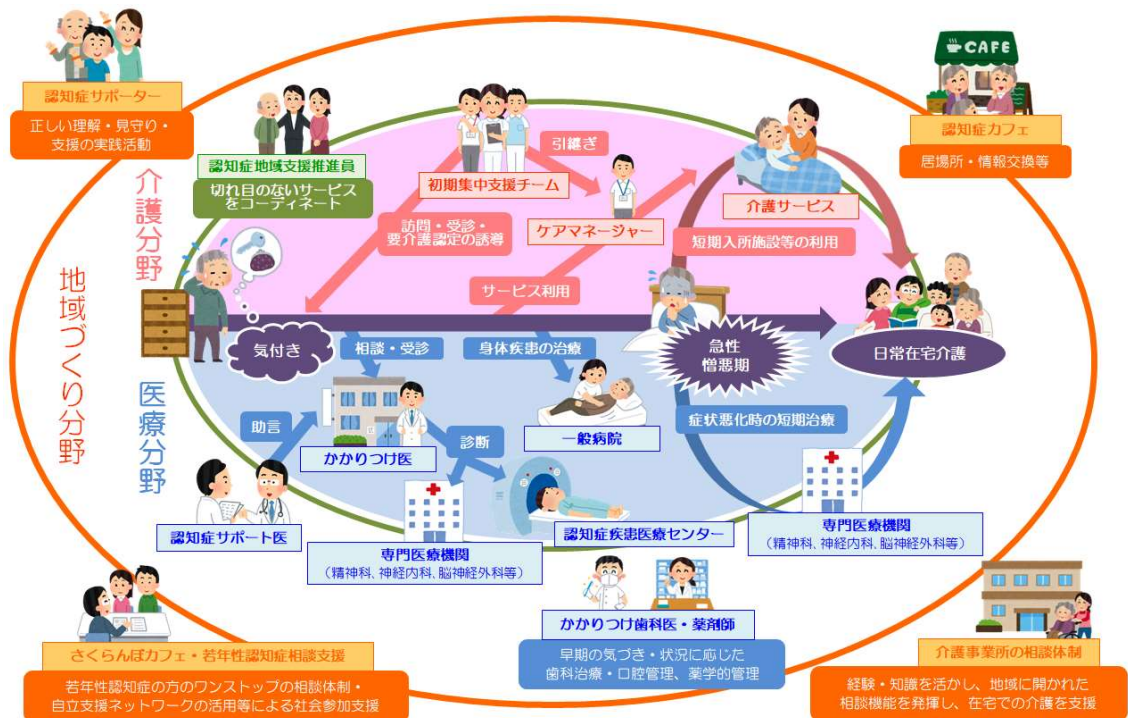 認知症サポーター
正しい理解・見守り・
支援の実践活動
CAFE
認知症カフェ
居場所・情報交換等
地域づくり分野
介護分野
医療分野
認知症地域支援推進員
切れ目のないサービス
をコーディネート
初期集中支援チーム
引継ぎ
ケアマネージャー
訪問・受診・
要介護認定の誘導
サービス利用
介護サービス
短期入所施設等の利用
気付き
急性
憎悪期
日常在宅介護
相談・受診
身体疾患の治療
助言
かかりつけ医
診断
一般病院
症状悪化時の短期治療
認知症サポート医
専門医療機関
（精神科、神経内科、脳神経外科等）
認知症疾患医療センター
専門医療機関
（精神科、神経内科、脳神経外科等）
かかりつけ歯科医・薬剤師
早期の気づき・状況に応じた
歯科治療・口腔管理、薬学的管理
さくらんぼカフェ・若年性認知症相談支援
若年性認知症の方のワンストップの相談体制・
自立支援ネットワークの活用等による社会参加支援
介護事業所の相談体制
経験・知識を活かし、地域に開かれた
相談機能を発揮し、在宅での介護を支援